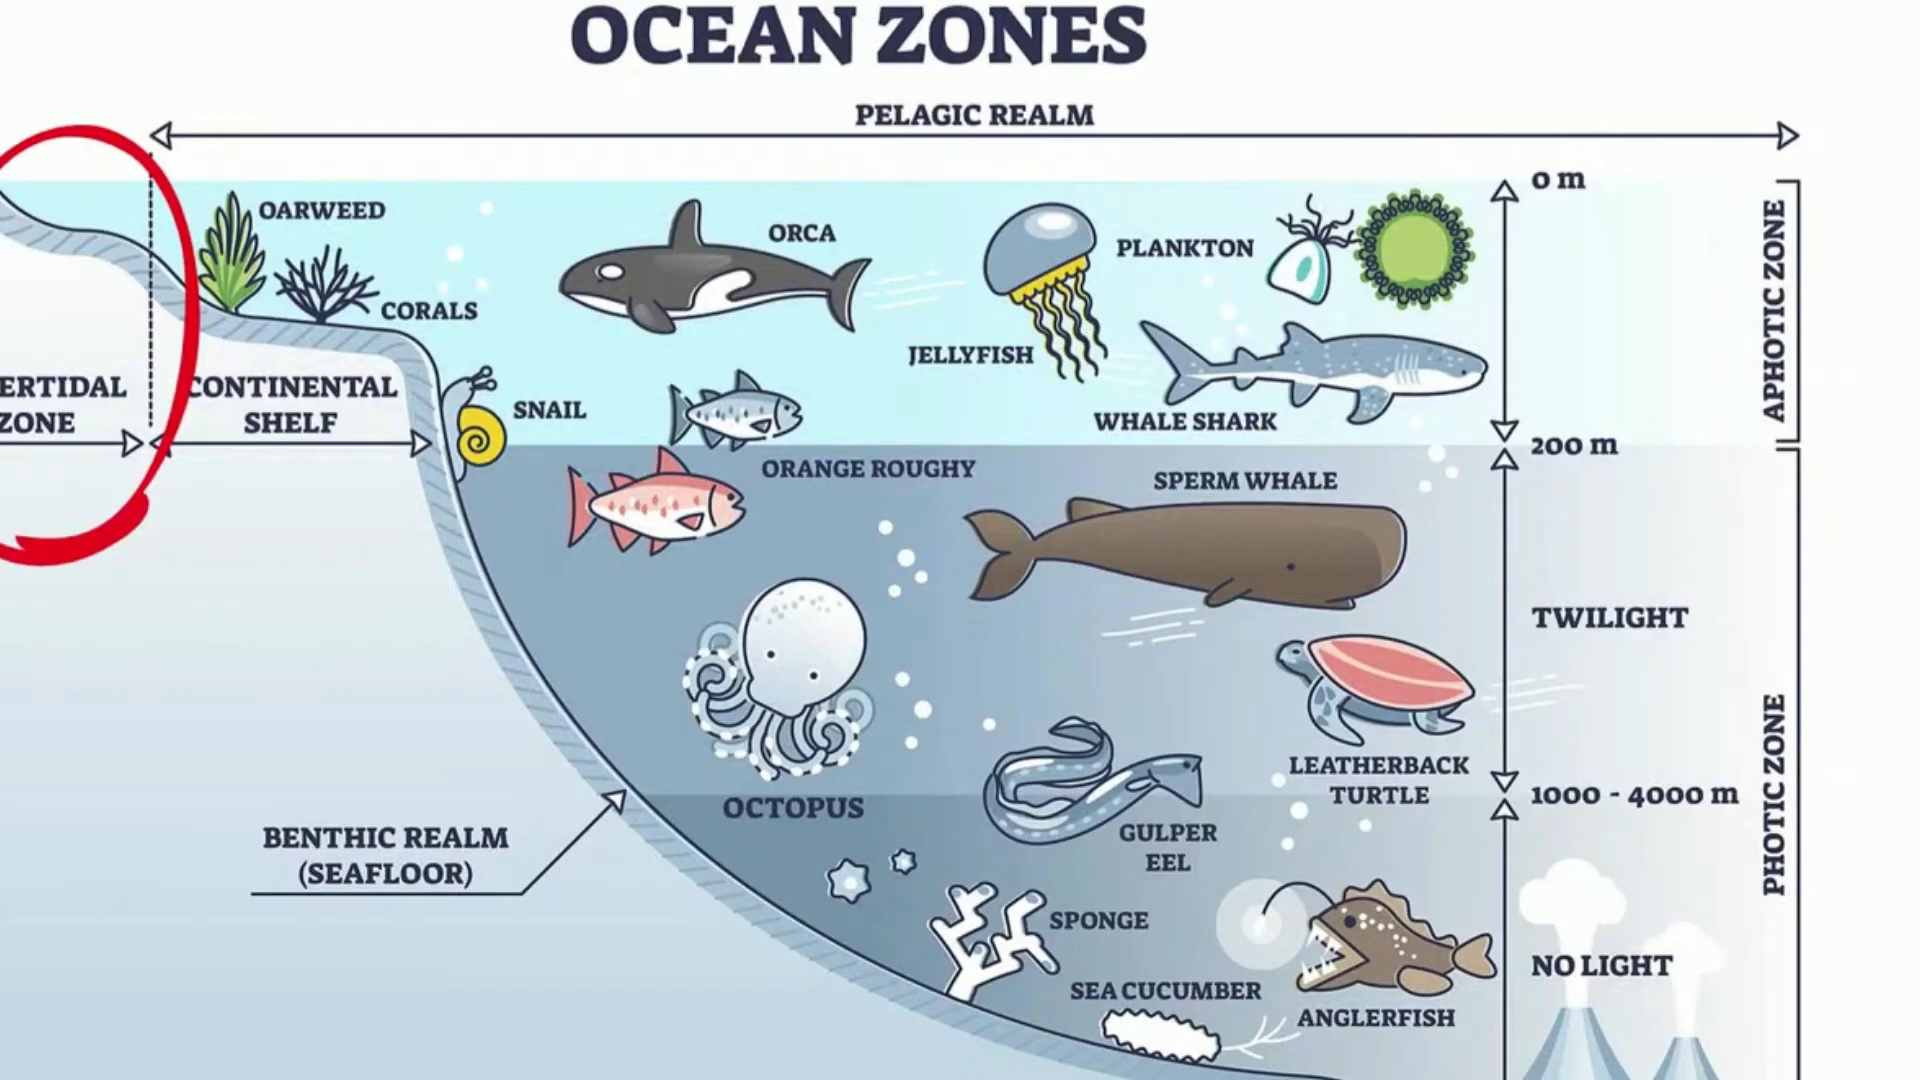 OCEAN ZONES
PELAGIC REALM
0 m
OARWEED
ORCA
PLANKTON
CORALS
JELLYFISH
APHOTIC ZONE
ERTIDAL
ZONE
CONTINENTAL
SHELF
SNAIL
WHALE SHARK
200 m
ORANGE ROUGHY
SPERM WHALE
TWILIGHT
LEATHERBACK
TURTLE
1000 - 4000 m
OCTOPUS
PHOTIC ZONE
BENTHIC REALM
(SEAFLOOR)
GULPER
EEL
SPONGE
NO LIGHT
SEA CUCUMBER
ANGLERFISH